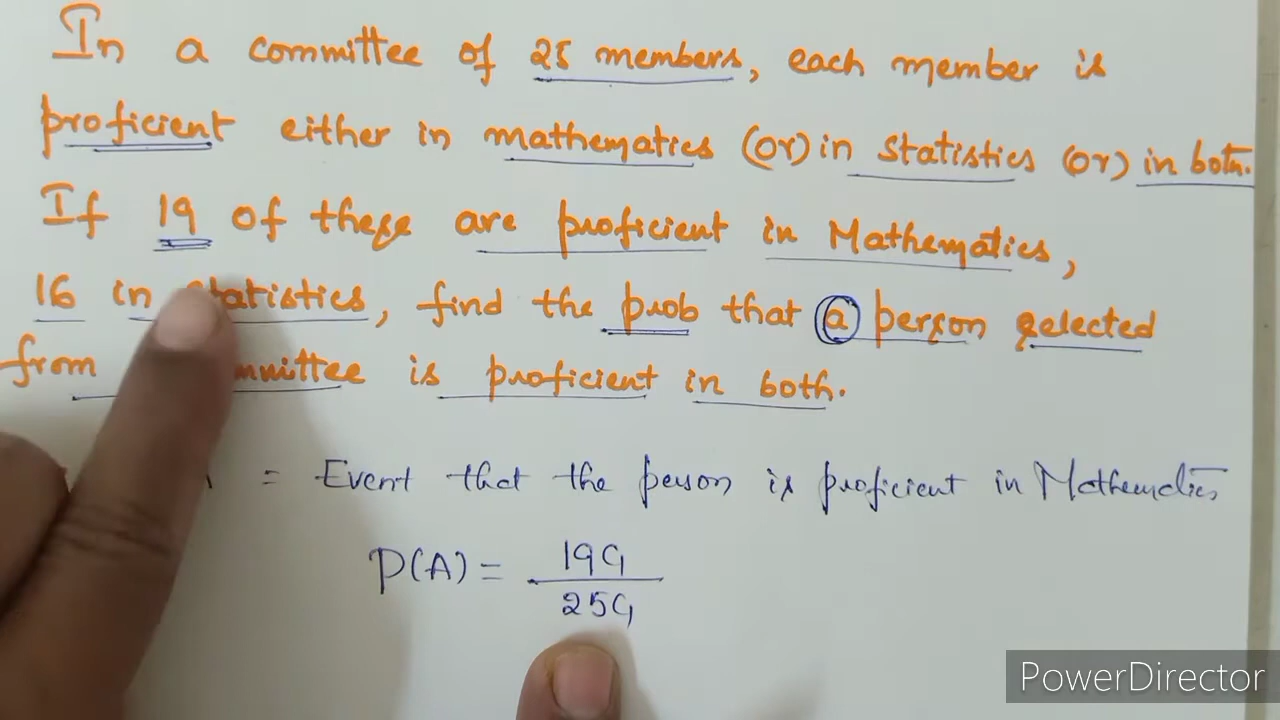 In a committee of 25 members, each member is
proficient either in mathematics (or) in statistics (or) in both.
If 19 of these are proficient in Mathematics,
16 in statistics, find the prob that a person selected
from committee is proficient in both.
= Event that the person is proficient in Mathematics
P(A) = 19C₁
25C₁
PowerDirector